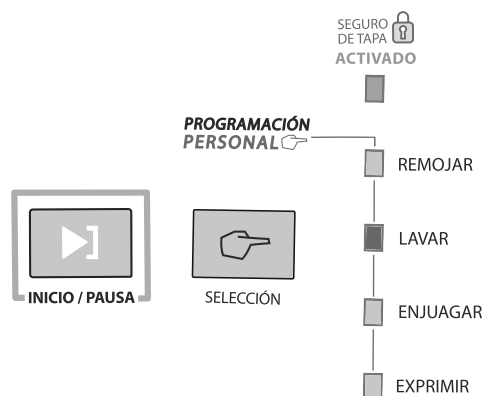 SEGURO
DE TAPA
ACTIVADO
PROGRAMACIÓN
PERSONAL
REMOJAR
LAVAR
INICIO / PAUSA
SELECCIÓN
ENJUAGAR
EXPRIMIR